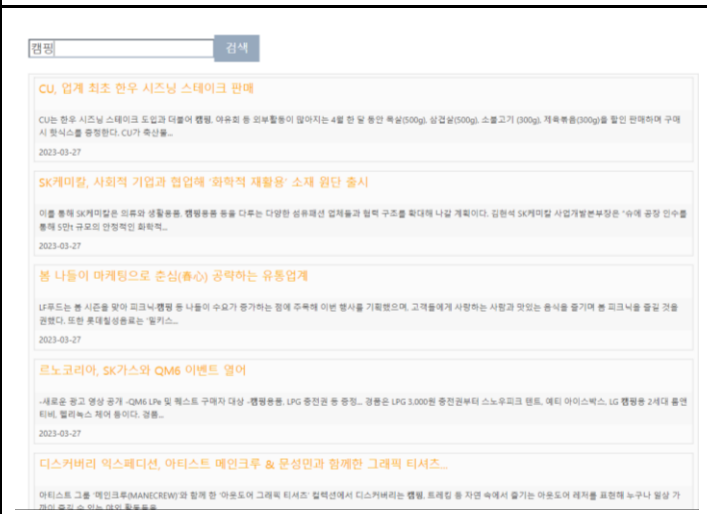 캠핑
검색
CU, 업계 최초 한우 시즈닝 스테이크 판매
CU는 한우 시즈닝 스테이크 도입과 더불어 캠핑, 야유회 등 외부활동이 많아지는 4월 한 달 동안 목살(500g), 삼겹살(500g), 소불고기 (300g), 제육볶음(300g)을 할인 판매하며 구매
시 핫식스를 증정한다. CU가 축산물...
2023-03-27
SK케미칼, 사회적 기업과 협업해 '화학적 재활용' 소재 원단 출시
이를 통해 SK케미칼은 의류와 생활용품, 캠핑용품 등을 다루는 다양한 섬유패션 업체들과 협력 구조를 확대해 나갈 계획이다. 김현석 SK케미칼 사업개발본부장은 "슈에 공장 인수를
통해 5만t 규모의 안정적인 화학적...
2023-03-27
봄 나들이 마케팅으로 춘심(春心) 공략하는 유통업계
LF푸드는 봄 시즌을 맞아 피크닉·캠핑 등 나들이 수요가 증가하는 점에 주목해 이번 행사를 기획했으며, 고객들에게 사랑하는 사람과 맛있는 음식을 즐기며 봄 피크닉을 즐길 것을
권했다. 또한 롯데칠성음료는 '밀키스...
2023-03-27
르노코리아, SK가스와 QM6 이벤트 열어
-새로운 광고 영상 공개 -QM6 LPe 및 퀘스트 구매자 대상 -캠핑용품, LPG 충전권 등 증정... 경품은 LPG 3,000원 충전권부터 스노우피크 텐트, 예티 아이스박스, LG 캠핑용 2세대 룸앤
티비, 헬리녹스 체어 등이다. 경품...
2023-03-27
디스커버리 익스페디션, 아티스트 메인크루 & 문성민과 함께한 그래픽 티셔츠...
아티스트 그룹 '메인크루(MANECREW)'와 함께 한 '아웃도어 그래픽 티셔츠' 컬렉션에서 디스커버리는 캠핑, 트레킹 등 자연 속에서 즐기는 아웃도어 레저를 표현해 누구나 일상 가
까이 즐길 수 있는 야외 활동들을